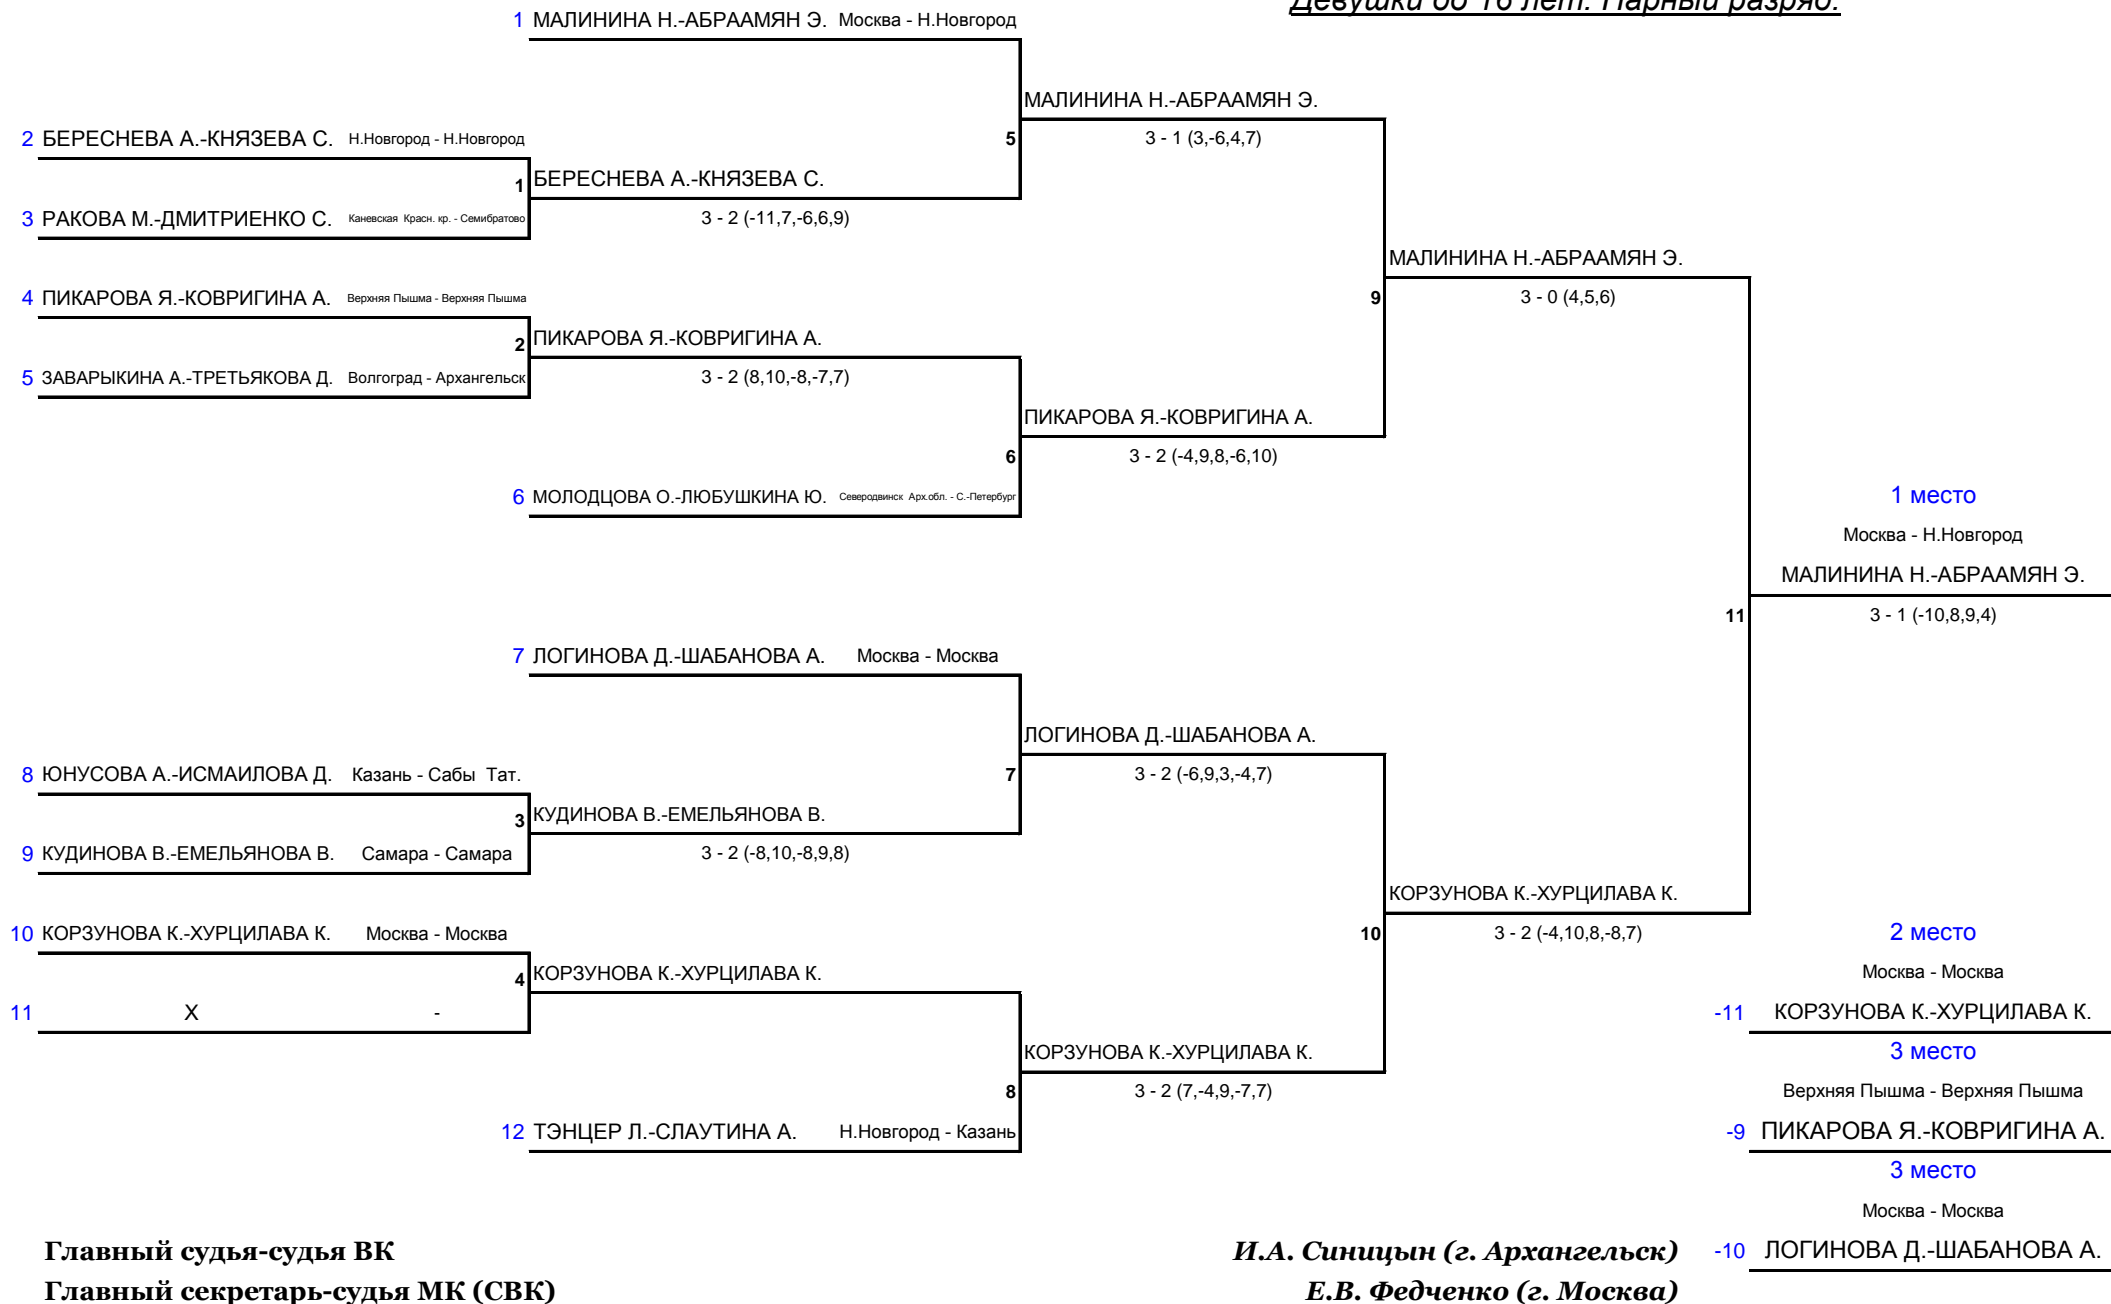 Девушки до 16 лет. Парный разряд.
1 МАЛИНИНА Н.-АБРААМЯН Э. Москва - Н.Новгород
МАЛИНИНА Н.-АБРААМЯН Э.
2 БЕРЕСНЕВА А.-КНЯЗЕВА С. Н.Новгород - Н.Новгород
5
3 - 1 (3,-6,4,7)
1
БЕРЕСНЕВА А.-КНЯЗЕВА С.
3 РАКОВА М.-ДМИТРИЕНКО С. Каневская Красн. кр. - Семибратово
3 - 2 (-11,7,-6,6,9)
МАЛИНИНА Н.-АБРААМЯН Э.
4 ПИКАРОВА Я.-КОВРИГИНА А. Верхняя Пышма - Верхняя Пышма
9
3 - 0 (4,5,6)
2
ПИКАРОВА Я.-КОВРИГИНА А.
5 ЗАВАРЫКИНА А.-ТРЕТЬЯКОВА Д. Волгоград - Архангельск
3 - 2 (8,10,-8,-7,7)
ПИКАРОВА Я.-КОВРИГИНА А.
6
3 - 2 (-4,9,8,-6,10)
6 МОЛОДЦОВА О.-ЛЮБУШКИНА Ю. Северодвинск Арх.обл. - С.-Петербург
1 место
Москва - Н.Новгород
МАЛИНИНА Н.-АБРААМЯН Э.
11
3 - 1 (-10,8,9,4)
7 ЛОГИНОВА Д.-ШАБАНОВА А. Москва - Москва
ЛОГИНОВА Д.-ШАБАНОВА А.
8 ЮНУСОВА А.-ИСМАИЛОВА Д. Казань - Сабы Тат.
7
3 - 2 (-6,9,3,-4,7)
3
КУДИНОВА В.-ЕМЕЛЬЯНОВА В.
9 КУДИНОВА В.-ЕМЕЛЬЯНОВА В. Самара - Самара
3 - 2 (-8,10,-8,9,8)
КОРЗУНОВА К.-ХУРЦИЛАВА К.
10 КОРЗУНОВА К.-ХУРЦИЛАВА К. Москва - Москва
10
3 - 2 (-4,10,8,-8,7)
2 место
4
КОРЗУНОВА К.-ХУРЦИЛАВА К.
Москва - Москва
11 X -
-11 КОРЗУНОВА К.-ХУРЦИЛАВА К.
КОРЗУНОВА К.-ХУРЦИЛАВА К.
3 место
8
3 - 2 (7,-4,9,-7,7)
Верхняя Пышма - Верхняя Пышма
12 ТЭНЦЕР Л.-СЛАУТИНА А. Н.Новгород - Казань
-9 ПИКАРОВА Я.-КОВРИГИНА А.
3 место
Москва - Москва
Главный судья-судья ВК И.А. Синицын (г. Архангельск)
-10 ЛОГИНОВА Д.-ШАБАНОВА А.
Главный секретарь-судья МК (СВК) Е.В. Федченко (г. Москва)